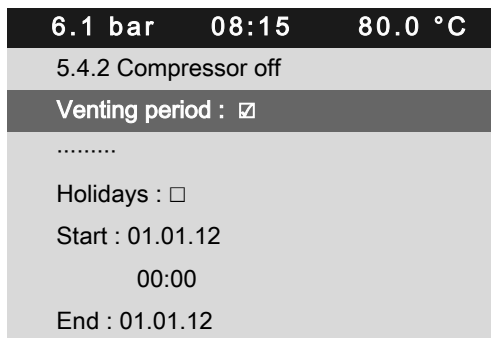 6.1 bar 08:15 80.0 °C
5.4.2 Compressor off
Venting period : ☑
.........
Holidays : □
Start : 01.01.12
00:00
End : 01.01.12